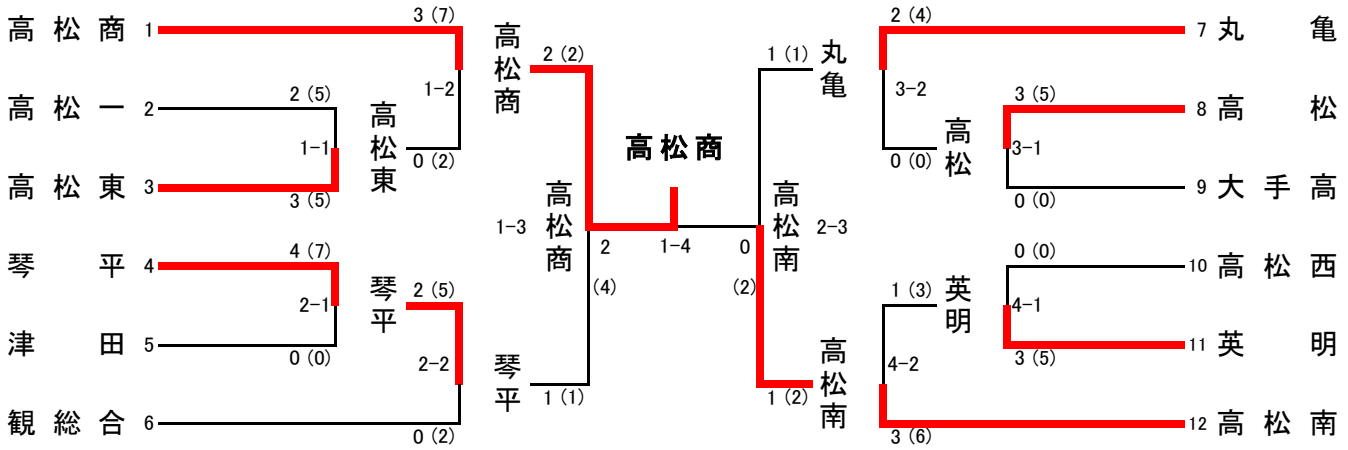 高松商 1
3 (7)
高松一 2
2 (5)
1-1
高松東 3
3 (5)
高松東
1-2
0 (2)
琴平 4
4 (7)
2-1
津田 5
0 (0)
琴平
2 (5)
2-2
観総合 6
0 (2)
高松商
2 (2)
1-3
高松商
2
(4)
琴平
1 (1)
高松商
1-4
0
(2)
高松南
2-3
1 (1)
丸亀
高松南
1 (2)
2 (4)
7 丸亀
3-2
高松
0 (0)
3 (5)
8 高松
3-1
9 大手高
0 (0)
0 (0)
10 高松西
英明
1 (3)
4-1
11 英明
3 (5)
4-2
12 高松南
3 (6)